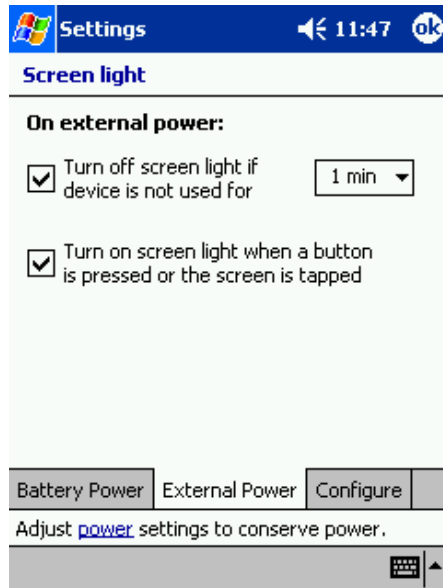 Settings 11:47 ok
Screen light
On external power:
Turn off screen light if
device is not used for
1 min
Turn on screen light when a button
is pressed or the screen is tapped
Battery Power External Power Configure
Adjust power settings to conserve power.